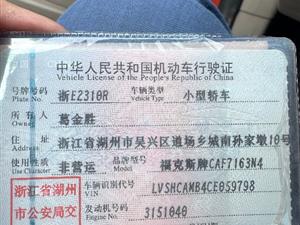 中华人民共和国机动车行驶证
Vehicle License of the People's Republic of China
号牌号码 浙E2310R 车辆类型 小型轿车
Plate No. Vehicle Type
所有人 葛金胜
Owner
住址 浙江省湖州市吴兴区道场乡城南孙家墩10号
使用性质 非营运 品牌型号 福克斯牌CAF7163N4
Use Character Model
浙江省湖州 车辆识别代号 LVSHCAMB4CE059798
VIN
市公安局交 发动机号码 3151040
Engine No.